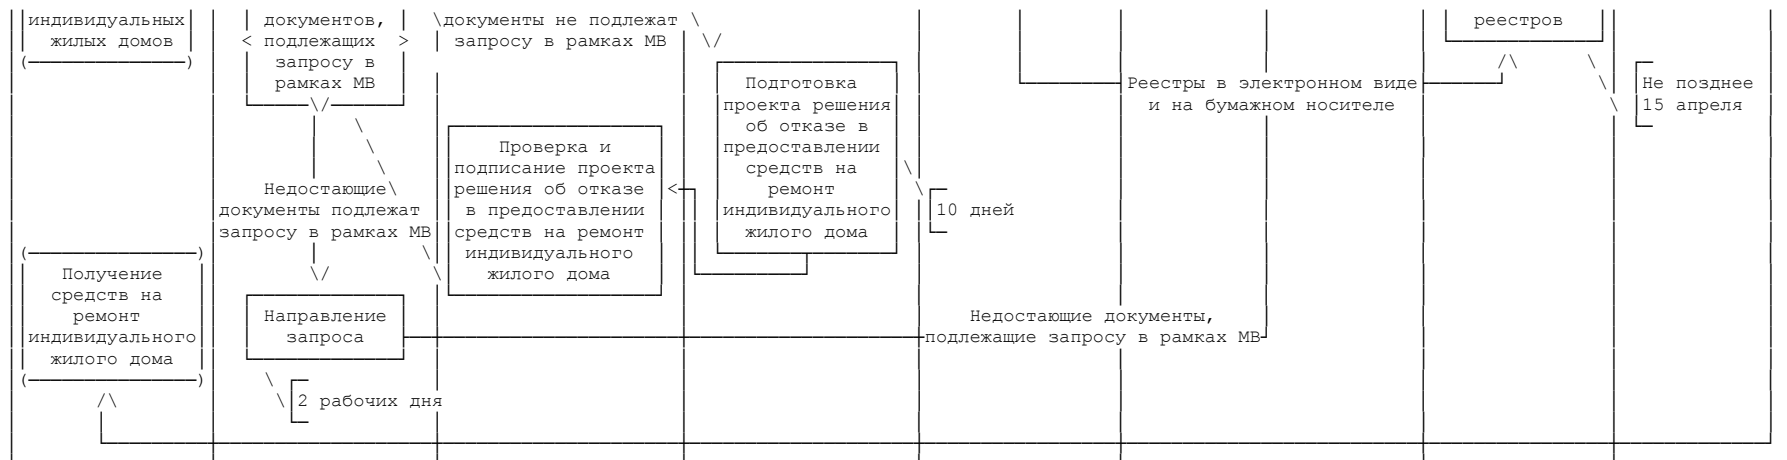 индивидуальных
жилых домов
документов,
подлежащих
запросу в
рамках МВ
документы не подлежат
запросу в рамках МВ
реестров
Подготовка
проекта решения
об отказе в
предоставлении
средств на
ремонт
индивидуального
жилого дома
Реестры в электронном виде
и на бумажном носителе
Не позднее
15 апреля
Проверка и
подписание проекта
решения об отказе
в предоставлении
средств на ремонт
индивидуального
жилого дома
Недостающие
документы подлежат
запросу в рамках МВ
10 дней
Получение
средств на
ремонт
индивидуального
жилого дома
Направление
запроса
Недостающие документы,
подлежащие запросу в рамках МВ
2 рабочих дня